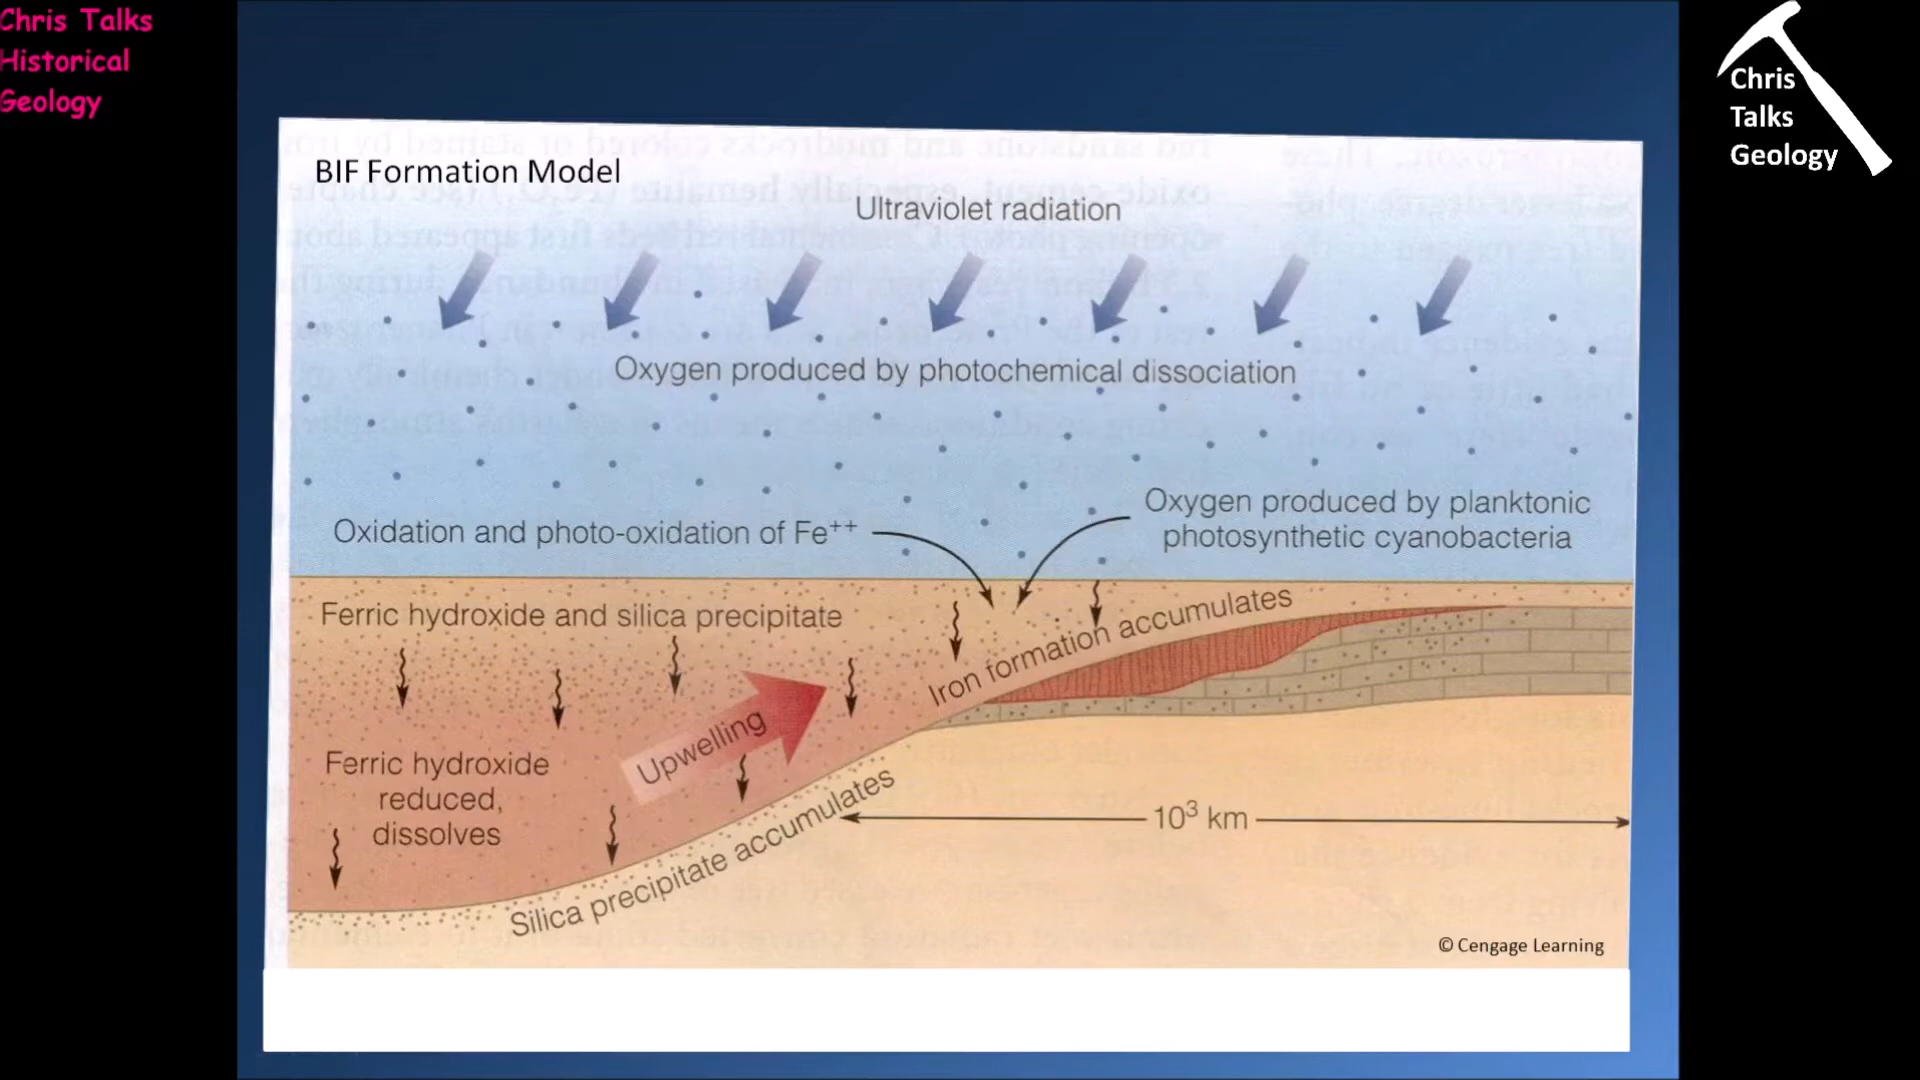 Chris Talks
Historical
Geology
Chris
Talks
Geology
BIF Formation Model
Ultraviolet radiation
Oxygen produced by photochemical dissociation
Oxidation and photo-oxidation of Fe⁺⁺
Oxygen produced by planktonic
photosynthetic cyanobacteria
Ferric hydroxide and silica precipitate
Iron formation accumulates
Upwelling
Ferric hydroxide
reduced,
dissolves
Silica precipitate accumulates
10³ km
© Cengage Learning